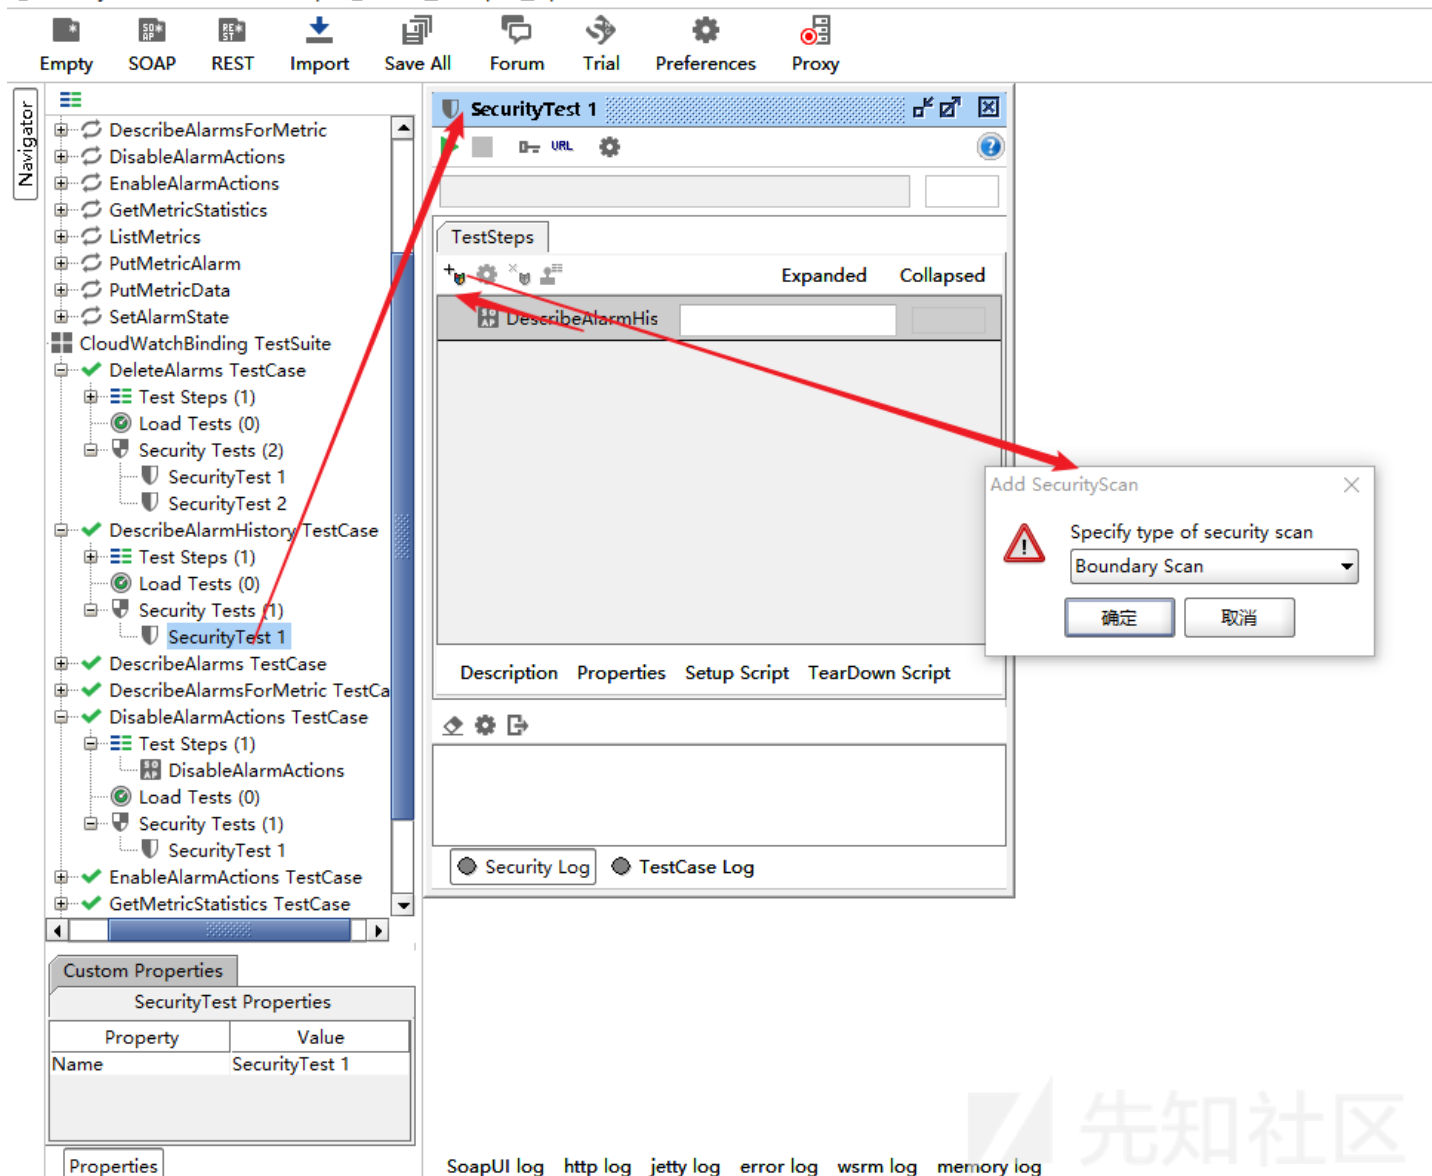 Empty SOAP REST Import Save All Forum Trial Preferences Proxy
Navigator
DescribeAlarmsForMetric
DisableAlarmActions
EnableAlarmActions
GetMetricStatistics
ListMetrics
PutMetricAlarm
PutMetricData
SetAlarmState
CloudWatchBinding TestSuite
DeleteAlarms TestCase
Test Steps (1)
Load Tests (0)
Security Tests (2)
SecurityTest 1
SecurityTest 2
DescribeAlarmHistory TestCase
Test Steps (1)
Load Tests (0)
Security Tests (1)
SecurityTest 1
DescribeAlarms TestCase
DescribeAlarmsForMetric TestCa
DisableAlarmActions TestCase
Test Steps (1)
DisableAlarmActions
Load Tests (0)
Security Tests (1)
SecurityTest 1
EnableAlarmActions TestCase
GetMetricStatistics TestCase
Custom Properties
SecurityTest Properties
Property Value
Name SecurityTest 1
Properties
SecurityTest 1
URL
TestSteps
Expanded Collapsed
DescribeAlarmHis
Description Properties Setup Script TearDown Script
Security Log TestCase Log
Add SecurityScan
Specify type of security scan
Boundary Scan
确定 取消
SoapUI log http log jetty log error log wsrm log memory log
先知社区